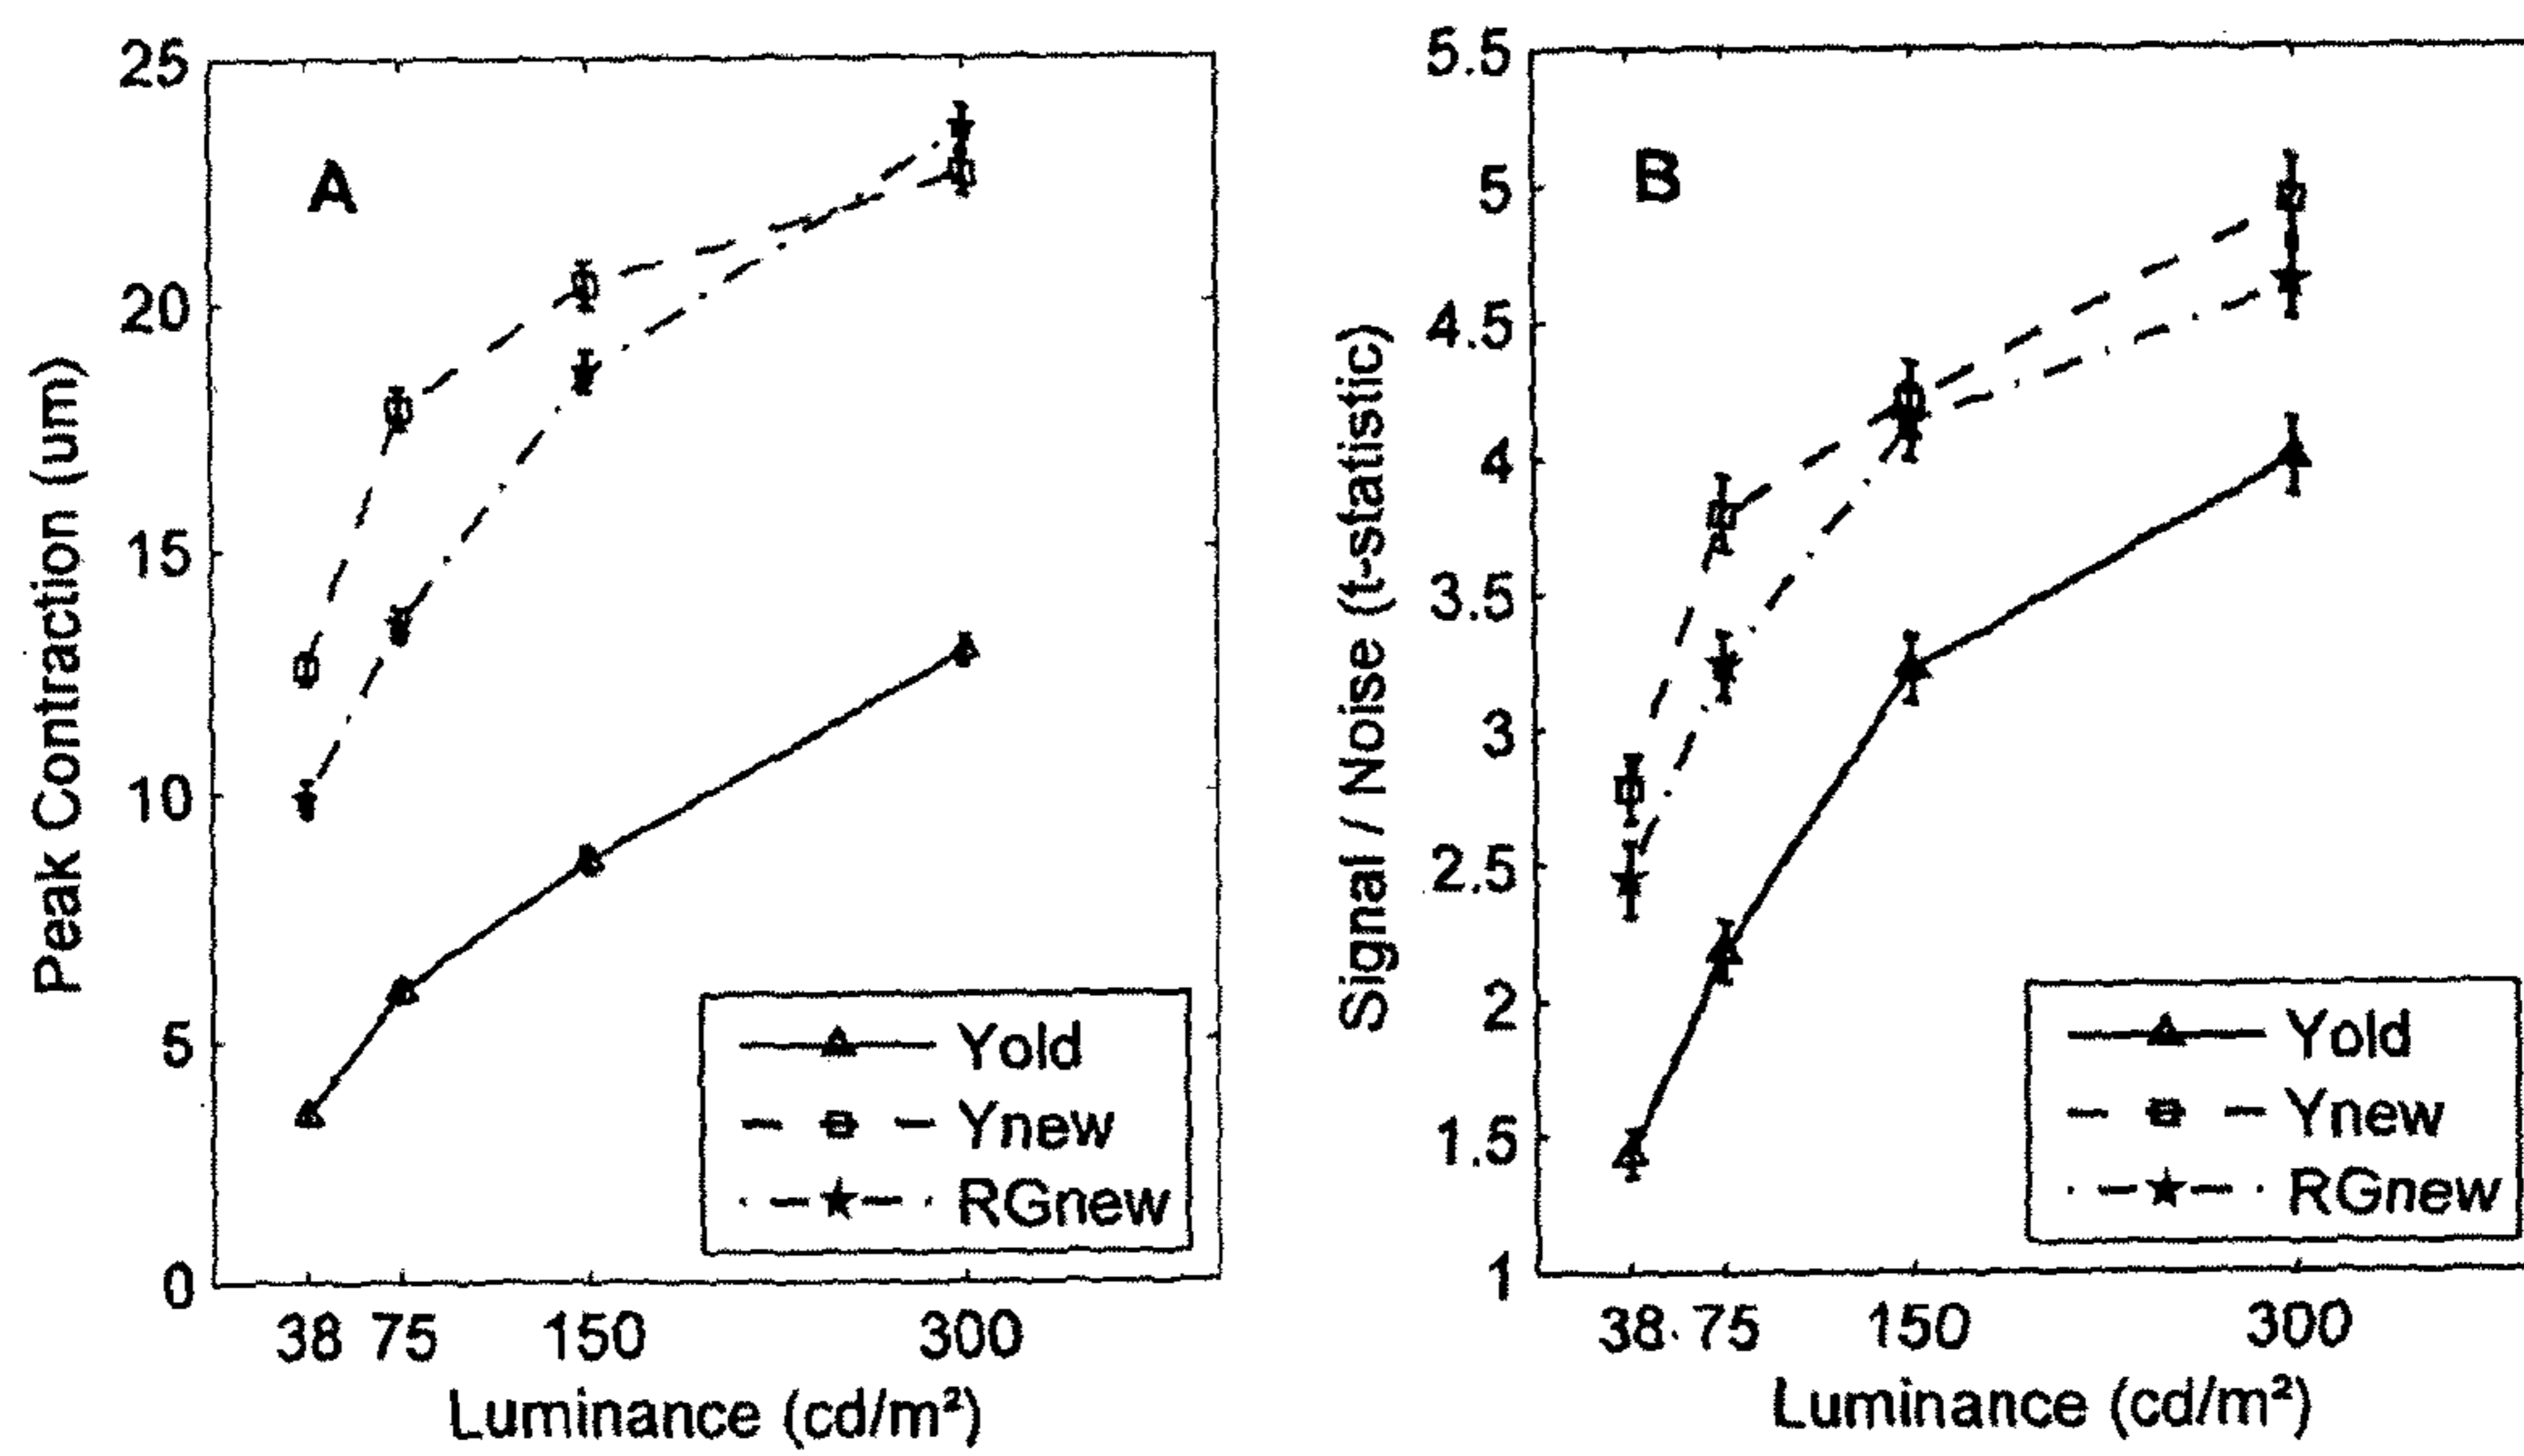 A
Peak Contraction (um)
25
20
15
10
5
0
38 75 150 300
Luminance (cd/m²)
Yold
Ynew
RGnew
B
Signal / Noise (t-statistic)
5.5
5
4.5
4
3.5
3
2.5
2
1.5
1
38 75 150 300
Luminance (cd/m²)
Yold
Ynew
RGnew